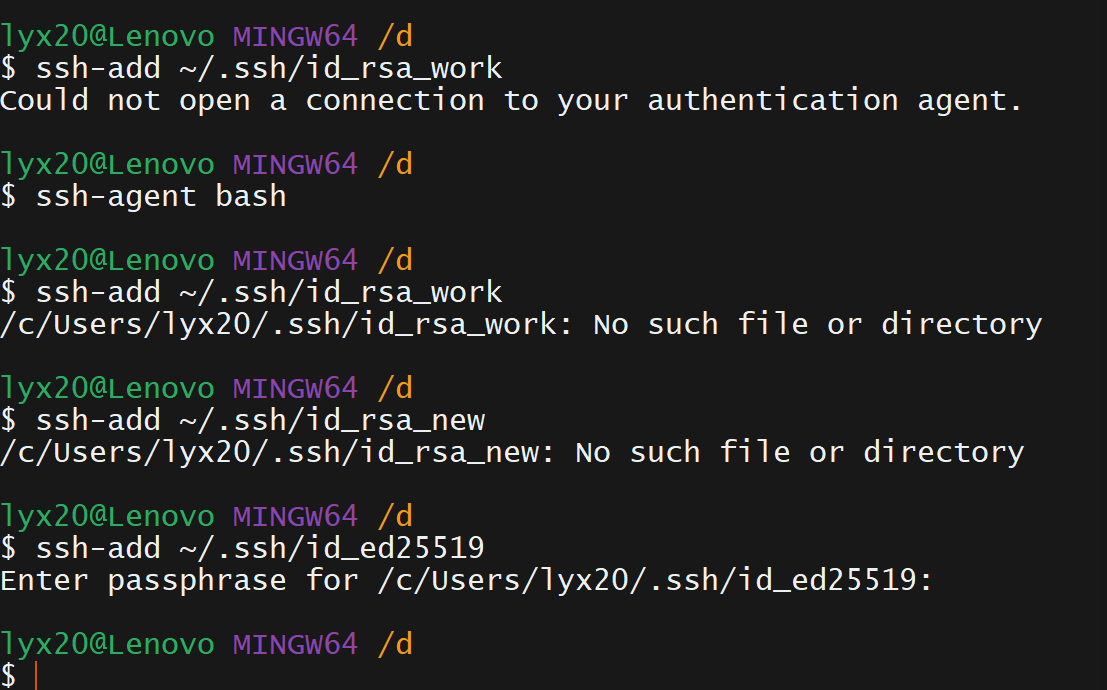 lyx20@Lenovo MINGW64 /d
$ ssh-add ~/.ssh/id_rsa_work
Could not open a connection to your authentication agent.
lyx20@Lenovo MINGW64 /d
$ ssh-agent bash
lyx20@Lenovo MINGW64 /d
$ ssh-add ~/.ssh/id_rsa_work
/c/Users/lyx20/.ssh/id_rsa_work: No such file or directory
lyx20@Lenovo MINGW64 /d
$ ssh-add ~/.ssh/id_rsa_new
/c/Users/lyx20/.ssh/id_rsa_new: No such file or directory
lyx20@Lenovo MINGW64 /d
$ ssh-add ~/.ssh/id_ed25519
Enter passphrase for /c/Users/lyx20/.ssh/id_ed25519:
lyx20@Lenovo MINGW64 /d
$